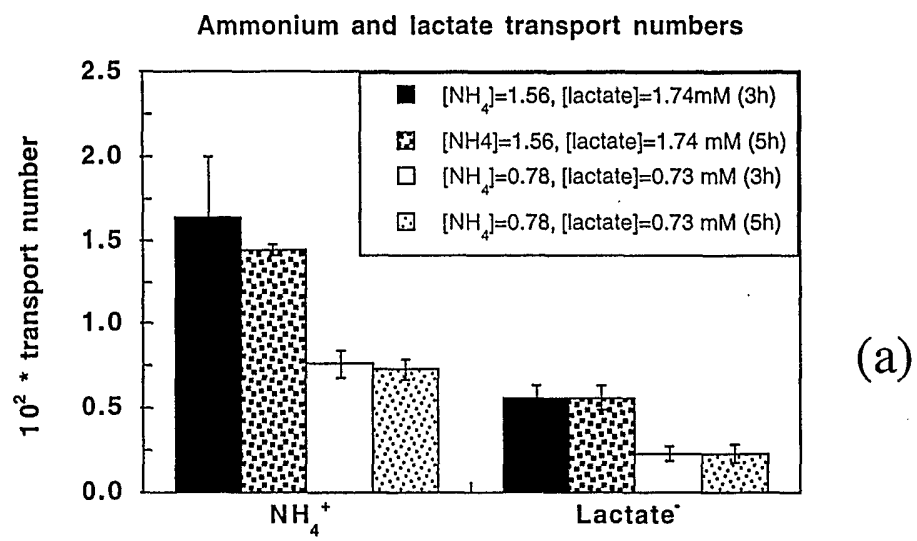 Ammonium and lactate transport numbers
10² * transport number
2.5
2.0
1.5
1.0
0.5
0.0
[NH₄]=1.56, [lactate]=1.74mM (3h)
[NH4]=1.56, [lactate]=1.74 mM (5h)
[NH₄]=0.78, [lactate]=0.73 mM (3h)
[NH₄]=0.78, [lactate]=0.73 mM (5h)
NH₄⁺
Lactate⁻
(a)